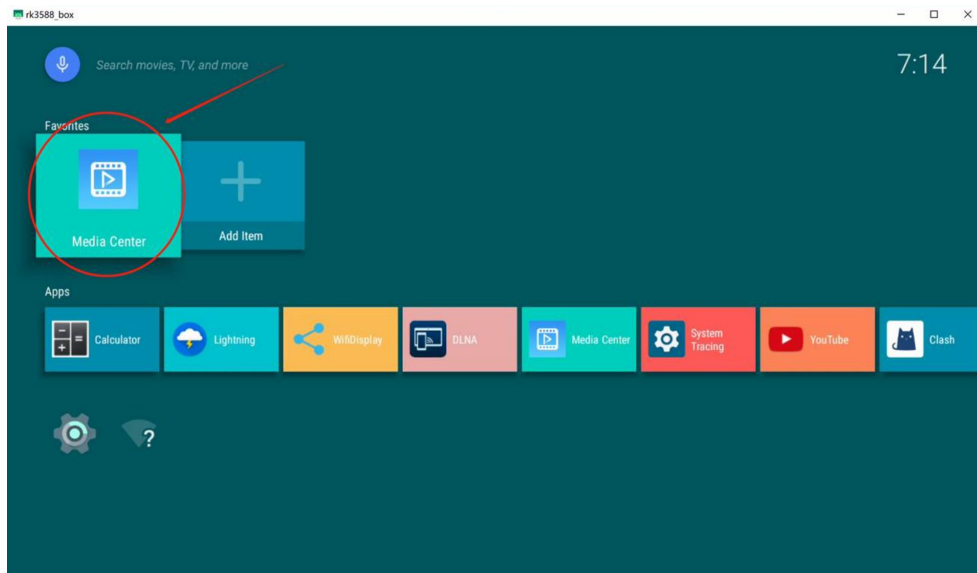 rk3588_box
Search movies, TV, and more
7:14
Favorites
Media Center
Add Item
Apps
Calculator
Lightning
WifiDisplay
DLNA
Media Center
System
Tracing
YouTube
Clash
?